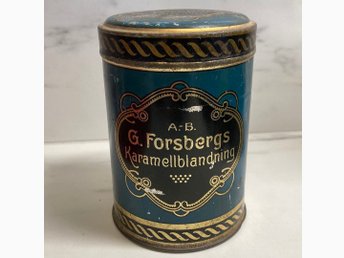 A.-B.
G. Forsbergs
Karamellblandning